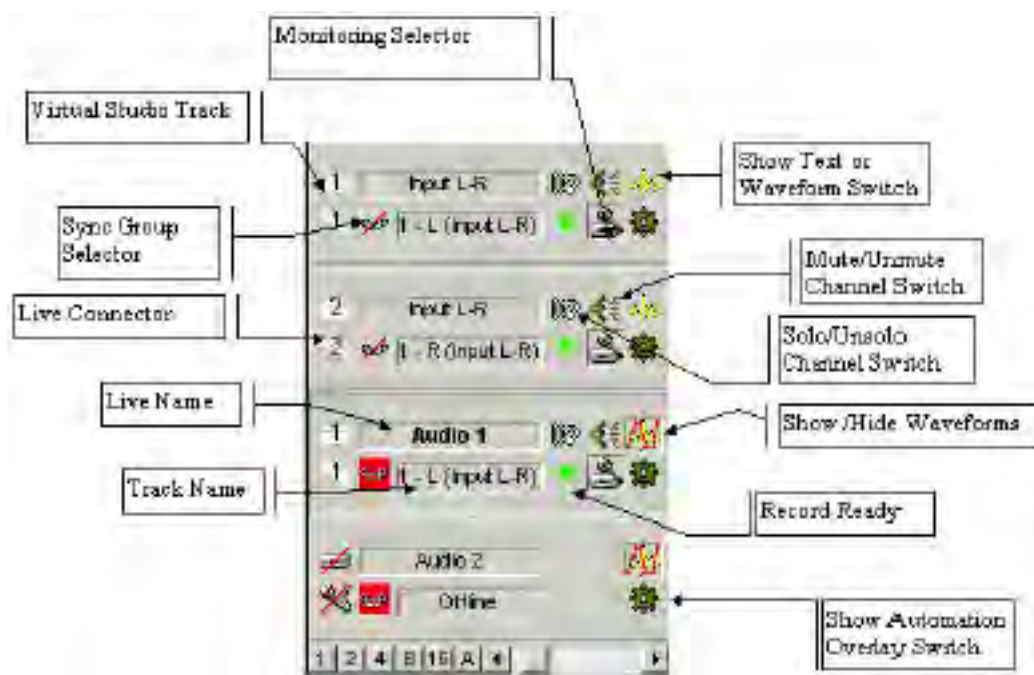 Monitoring Selector
Virtual Studio Track
Show Text or
Waveform Switch
1 Input L-R
1 1 - L (Input L-R)
Sync Group
Selector
Mute/Unmute
Channel Switch
Live Connector
2 Input L-R
2 1 - R (Input L-R)
Solo/Unsolo
Channel Switch
Live Name
1 Audio 1
Show /Hide Waveforms
1 1 - L (Input L-R)
Track Name
Record Ready
Audio 2
Offline
Show Automation
Overlay Switch
1 2 4 8 16 A